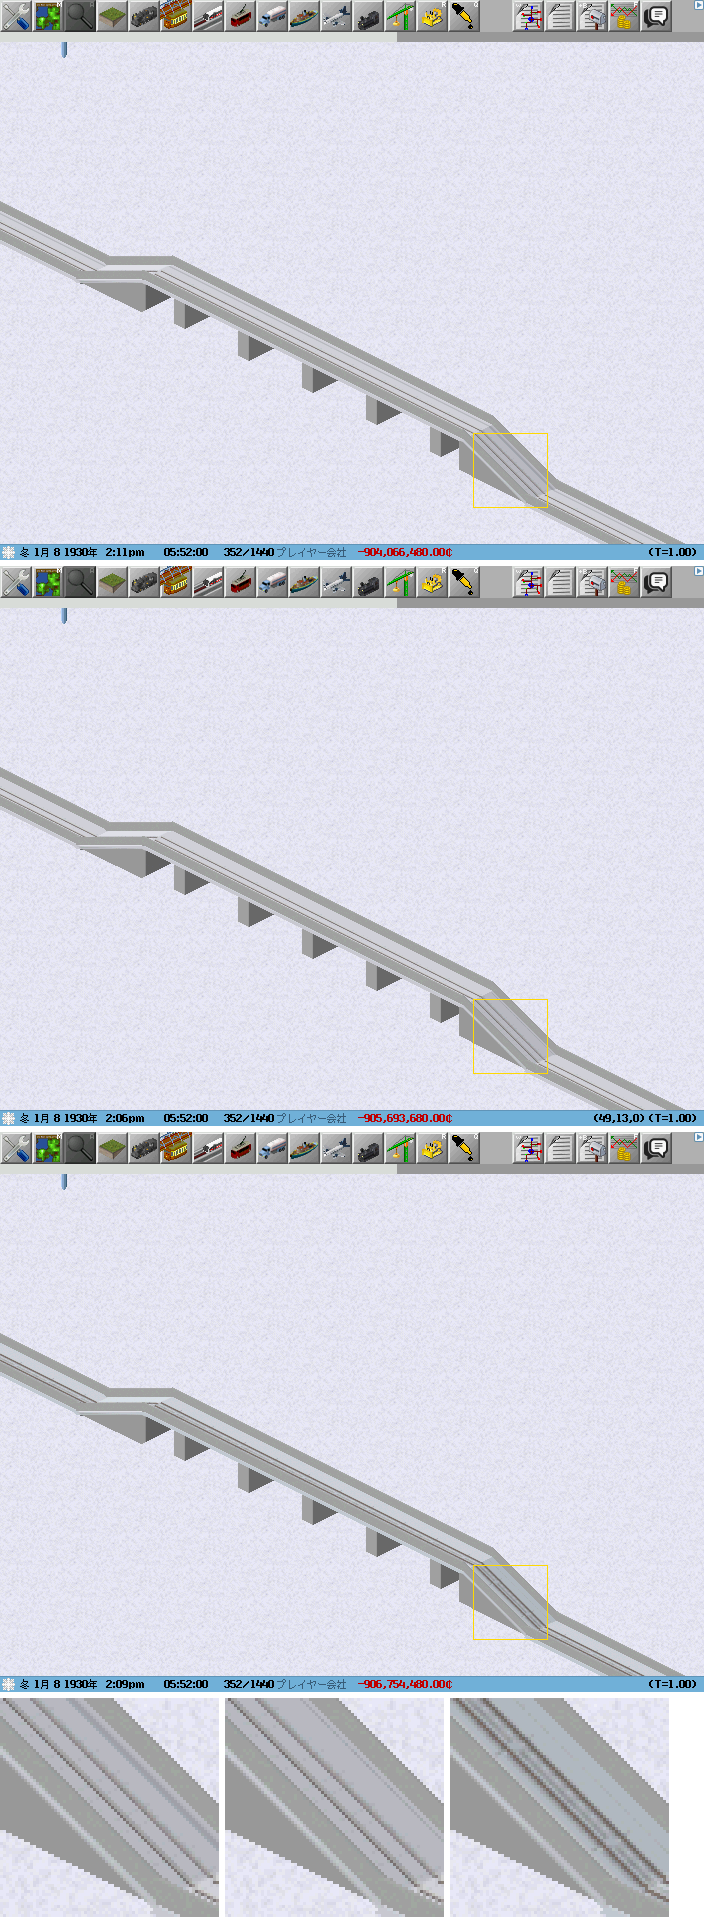 冬 1月 8 1930年 2:11pm 05:52:00 352/1440 プレイヤー会社 -904,066,480.00¢ (T=1.00)
冬 1月 8 1930年 2:06pm 05:52:00 352/1440 プレイヤー会社 -905,693,680.00¢ (49,13,0) (T=1.00)
冬 1月 8 1930年 2:09pm 05:52:00 352/1440 プレイヤー会社 -906,754,480.00¢ (T=1.00)